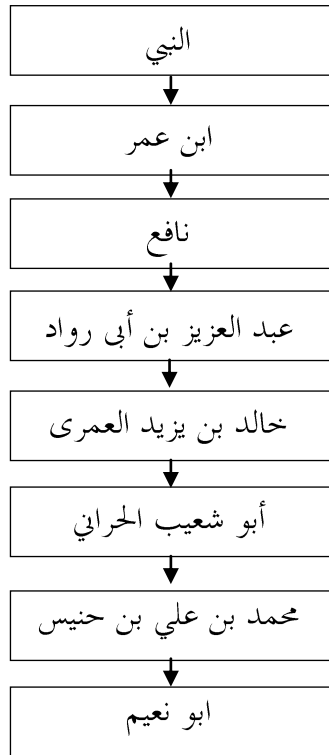 النبي
ابن عمر
نافع
عبد العزيز بن أبى رواد
خالد بن يزيد العمرى
أبو شعيب الحراني
محمد بن علي بن حنيس
ابو نعيم